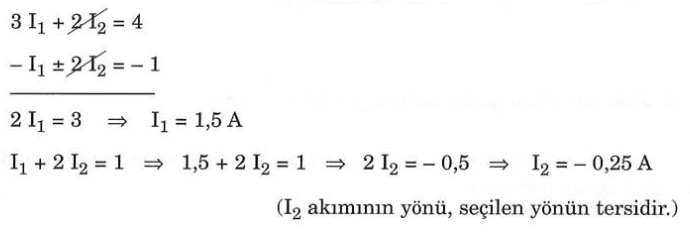 3 I₁ + 2 I₂ = 4
– I₁ ± 2 I₂ = – 1
2 I₁ = 3 ⇒ I₁ = 1,5 A
I₁ + 2 I₂ = 1 ⇒ 1,5 + 2 I₂ = 1 ⇒ 2 I₂ = – 0,5 ⇒ I₂ = – 0,25 A
(I₂ akımının yönü, seçilen yönün tersidir.)